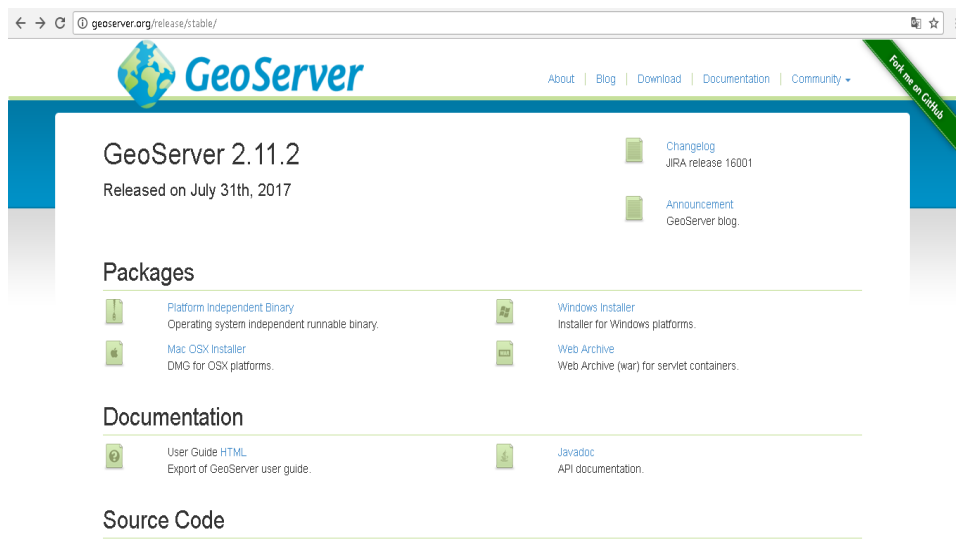 geoserver.org/release/stable/
GeoServer
About | Blog | Download | Documentation | Community
Fork me on GitHub
GeoServer 2.11.2
Released on July 31th, 2017
Changelog
JIRA release 16001
Announcement
GeoServer blog.
Packages
Platform Independent Binary
Operating system independent runnable binary.
Windows Installer
Installer for Windows platforms.
Mac OSX Installer
DMG for OSX platforms.
Web Archive
Web Archive (war) for servlet containers.
Documentation
User Guide HTML
Export of GeoServer user guide.
Javadoc
API documentation.
Source Code